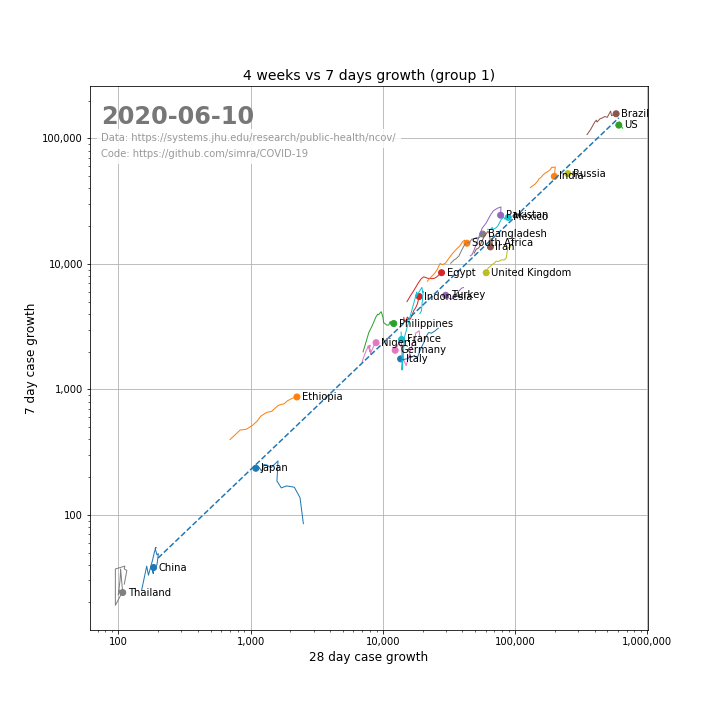 4 weeks vs 7 days growth (group 1)
2020-06-10
Data: https://systems.jhu.edu/research/public-health/ncov/
Code: https://github.com/simra/COVID-19
Brazil
US
100,000
Russia
India
Pakistan
Mexico
Bangladesh
South Africa
Iran
10,000
Egypt
United Kingdom
Turkey
Indonesia
Philippines
France
Nigeria
Germany
Italy
1,000
Ethiopia
Japan
100
China
Thailand
7 day case growth
100 1,000 10,000 100,000 1,000,000
28 day case growth